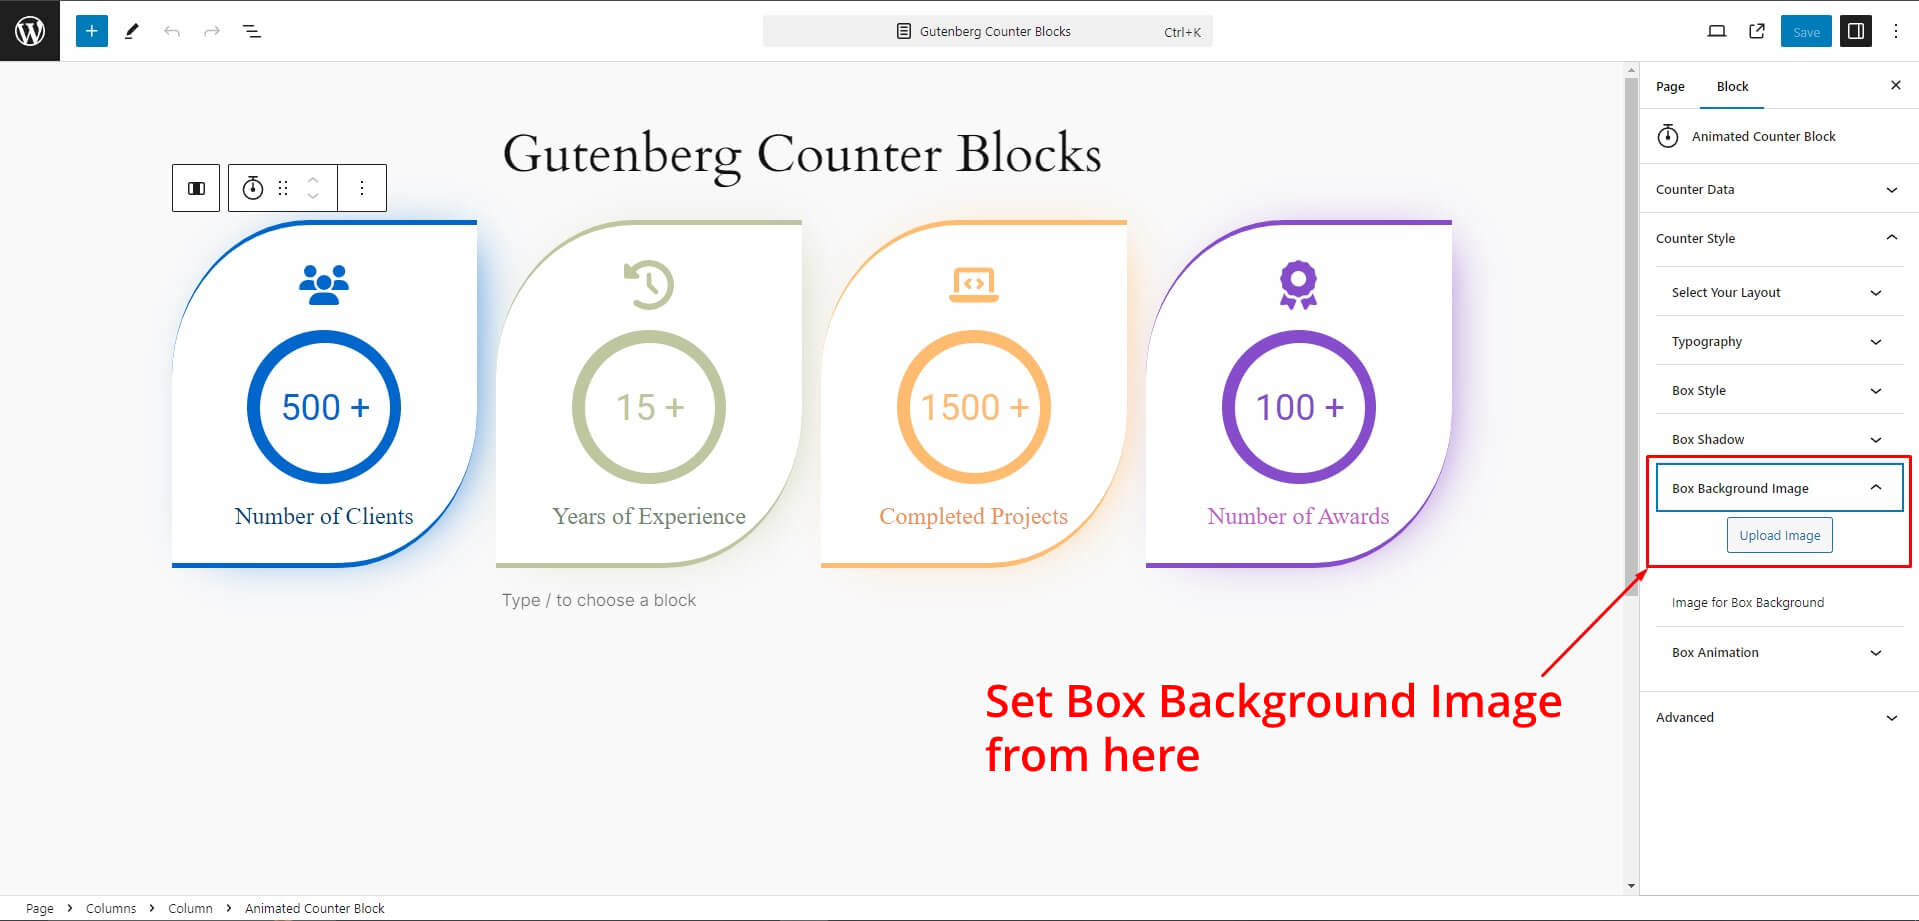 Gutenberg Counter Blocks
Ctrl+K
Save
Page
Block
Animated Counter Block
Counter Data
Counter Style
Select Your Layout
Typography
Box Style
Box Shadow
Box Background Image
Upload Image
Image for Box Background
Box Animation
Advanced
Gutenberg Counter Blocks
500 +
Number of Clients
15 +
Years of Experience
1500 +
Completed Projects
100 +
Number of Awards
Type / to choose a block
Set Box Background Image
from here
Page > Columns > Column > Animated Counter Block